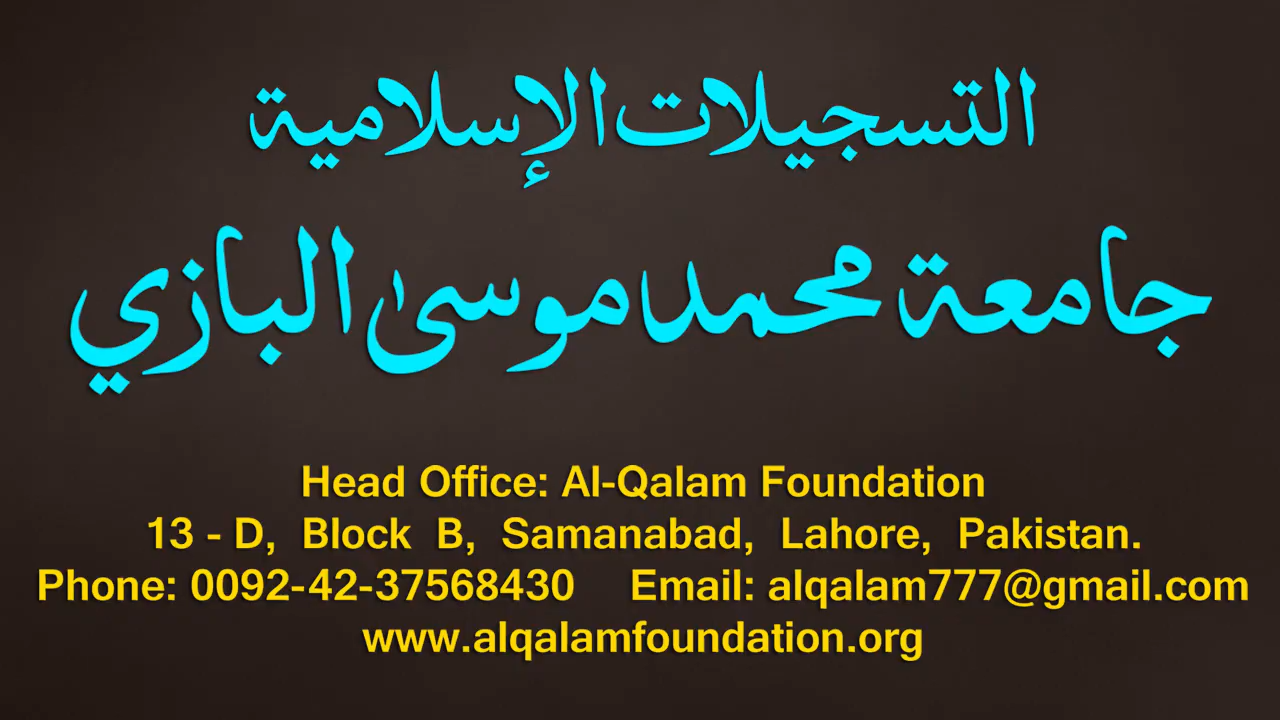 التسجيلات الإسلامية
جامعة محمد موسىٰ البازي
Head Office: Al-Qalam Foundation
13 - D, Block B, Samanabad, Lahore, Pakistan.
Phone: 0092-42-37568430 Email: alqalam777@gmail.com
www.alqalamfoundation.org